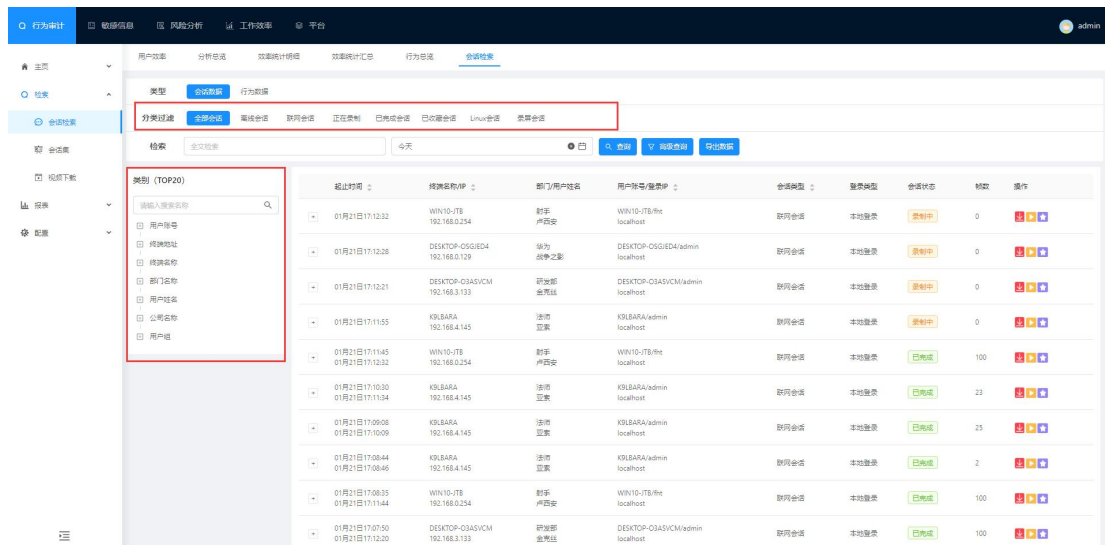 行为审计 敏感信息 风险分析 工作效率 平台 admin
用户效率 分析总览 效率统计明细 效率统计汇总 行为总览 会话检索
主页
检索
会话检索
会话集
视频下载
报表
配置
类型 会话数据 行为数据
分类过滤 全部会话 离线会话 联网会话 正在录制 已完成会话 已收藏会话 Linux会话 录屏会话
检索 全文检索 今天 查询 高级查询 导出数据
类别（TOP20）
请输入搜索名称
用户账号
终端地址
终端名称
部门名称
用户姓名
公司名称
用户组
起止时间 终端名称/IP 部门/用户姓名 用户账号/登录IP 会话类型 登录类型 会话状态 帧数 操作
01月21日17:12:32 WIN10-JTB 射手 WIN10-JTB/fht 联网会话 本地登录 录制中 0
192.168.0.254 卢西安 localhost
01月21日17:12:28 DESKTOP-OSGJED4 华为 DESKTOP-OSGJED4/admin 联网会话 本地登录 录制中 0
192.168.0.129 战争之影 localhost
01月21日17:12:21 DESKTOP-O3ASVCM 研发部 DESKTOP-O3ASVCM/admin 联网会话 本地登录 录制中 0
192.168.3.133 金克丝 localhost
01月21日17:11:55 K9LBARA 法师 K9LBARA/admin 联网会话 本地登录 录制中 0
192.168.4.145 亚索 localhost
01月21日17:11:45 WIN10-JTB 射手 WIN10-JTB/fht 联网会话 本地登录 已完成 100
01月21日17:12:32 192.168.0.254 卢西安 localhost
01月21日17:10:30 K9LBARA 法师 K9LBARA/admin 联网会话 本地登录 已完成 23
01月21日17:11:34 192.168.4.145 亚索 localhost
01月21日17:09:08 K9LBARA 法师 K9LBARA/admin 联网会话 本地登录 已完成 25
01月21日17:10:09 192.168.4.145 亚索 localhost
01月21日17:08:44 K9LBARA 法师 K9LBARA/admin 联网会话 本地登录 已完成 2
01月21日17:08:46 192.168.4.145 亚索 localhost
01月21日17:08:35 WIN10-JTB 射手 WIN10-JTB/fht 联网会话 本地登录 已完成 100
01月21日17:11:44 192.168.0.254 卢西安 localhost
01月21日17:07:50 DESKTOP-O3ASVCM 研发部 DESKTOP-O3ASVCM/admin 联网会话 本地登录 已完成 100
01月21日17:12:20 192.168.3.133 金克丝 localhost